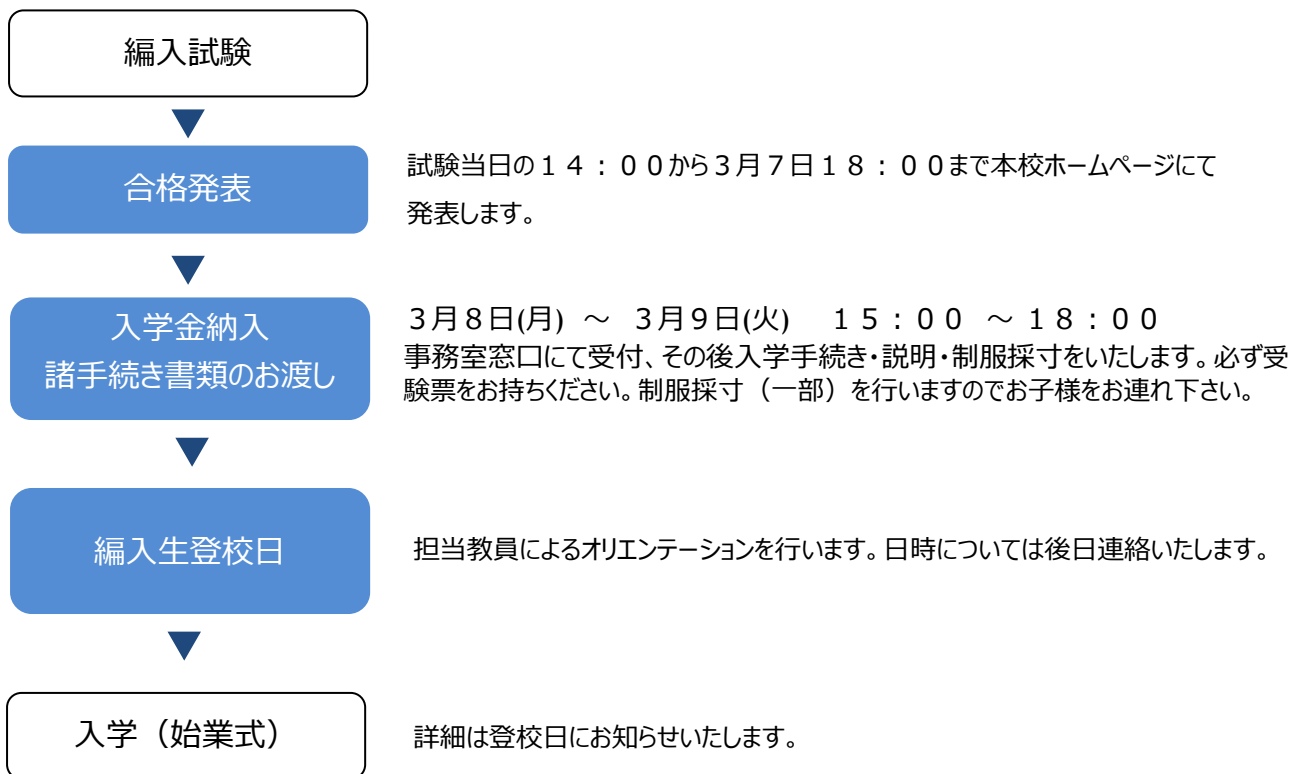 編入試験
合格発表
試験当日の１４：００から３月７日１８：００まで本校ホームページにて
発表します。
入学金納入
諸手続き書類のお渡し
３月８日(月) ～ ３月９日(火)　１５：００ ～１８：００
事務室窓口にて受付、その後入学手続き・説明・制服採寸をいたします。必ず受
験票をお持ちください。制服採寸（一部）を行いますのでお子様をお連れ下さい。
編入生登校日
担当教員によるオリエンテーションを行います。日時については後日連絡いたします。
入学（始業式）
詳細は登校日にお知らせいたします。